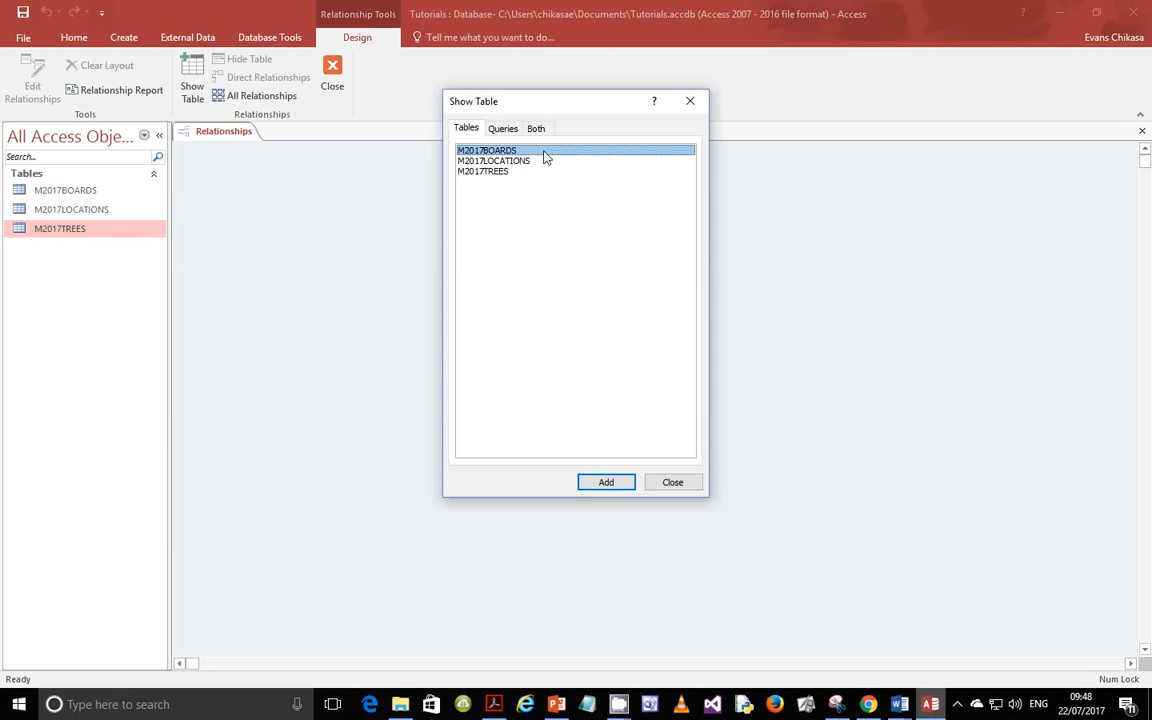 Relationship Tools
Tutorials : Database- C:\Users\chikasae\Documents\Tutorials.accdb (Access 2007 - 2016 file format) - Access
File
Home
Create
External Data
Database Tools
Design
Tell me what you want to do...
Evans Chikasa
Edit Relationships
Clear Layout
Relationship Report
Tools
Show Table
Hide Table
Direct Relationships
All Relationships
Relationships
Close
All Access Obje...
Search...
Tables
M2017BOARDS
M2017LOCATIONS
M2017TREES
Relationships
Show Table
?
Tables
Queries
Both
M2017BOARDS
M2017LOCATIONS
M2017TREES
Add
Close
Ready
Num Lock
Type here to search
ENG
09:48
22/07/2017